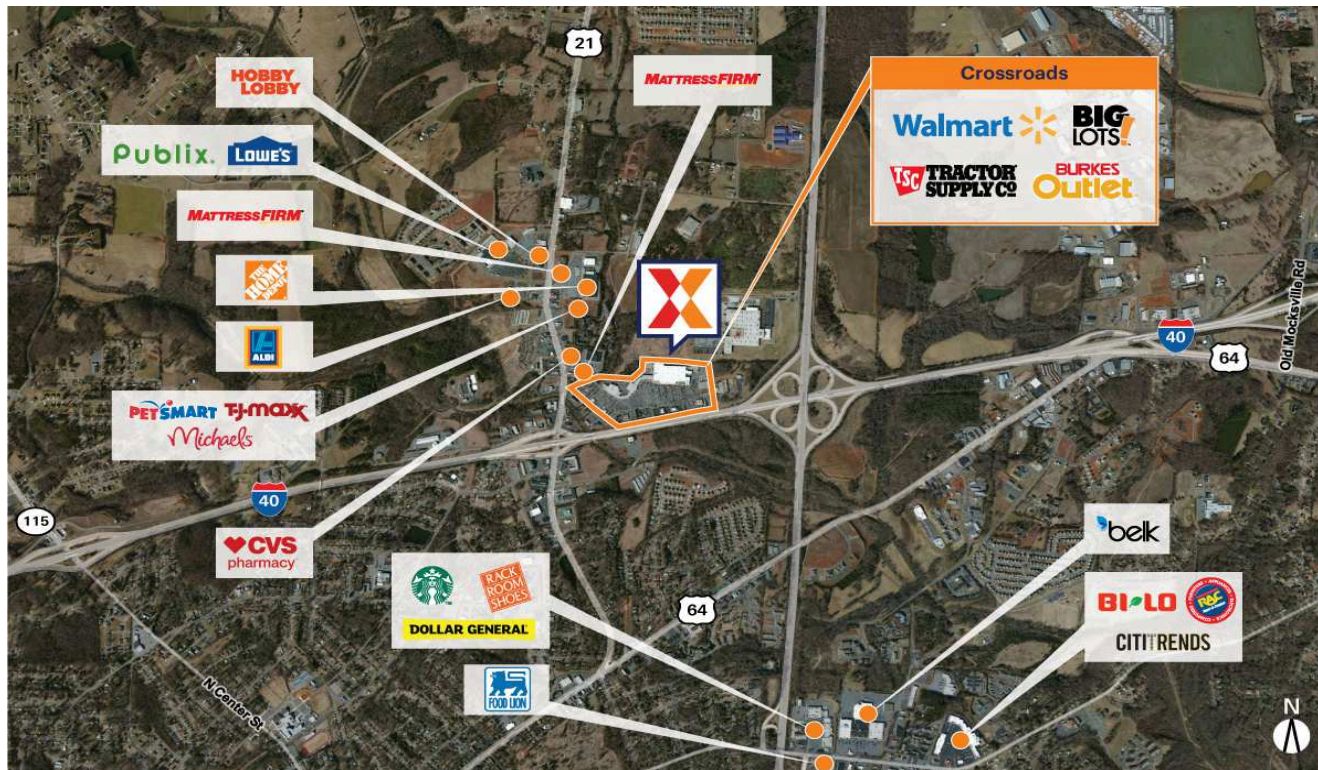 21
HOBBY
LOBBY
MATTRESSFIRM
Crossroads
Walmart
BIG
LOTS!
Publix.
LOWE'S
TSC TRACTOR
SUPPLY CO
BURKES
Outlet
MATTRESSFIRM
THE
HOME
DEPOT
ALDI
40
64
Old Mocksville Rd
PETSMART
T·J·maxx
Michaels
40
115
CVS
pharmacy
belk
RACK
ROOM
SHOES
DOLLAR GENERAL
64
BI-LO
RAC
CITITRENDS
FOOD LION
N Center St
N